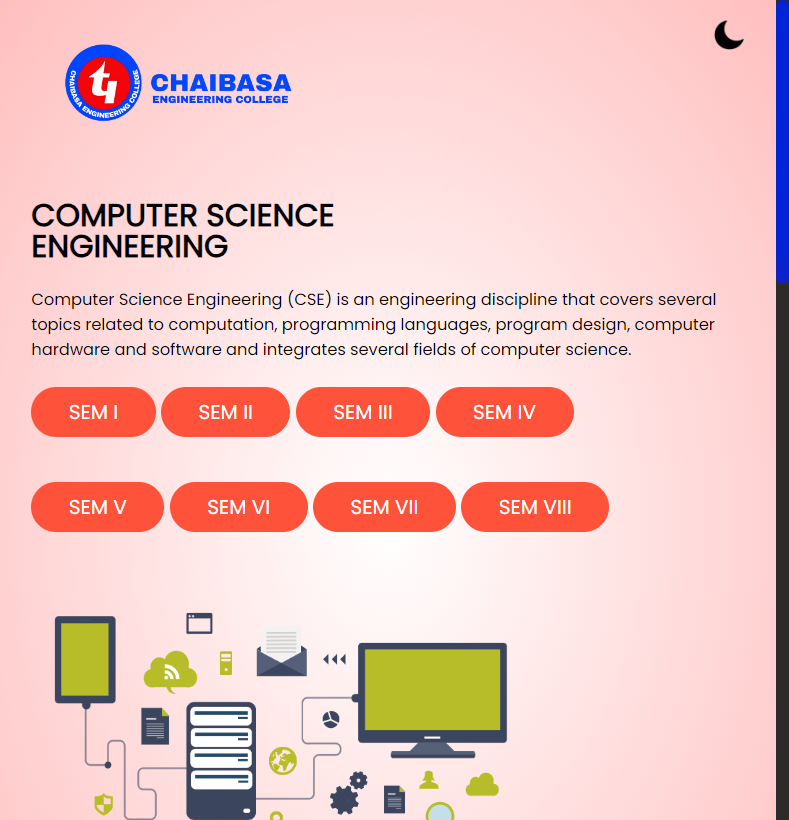 CHAIBASA ENGINEERING COLLEGE
CHAIBASA
ENGINEERING COLLEGE
COMPUTER SCIENCE
ENGINEERING
Computer Science Engineering (CSE) is an engineering discipline that covers several
topics related to computation, programming languages, program design, computer
hardware and software and integrates several fields of computer science.
SEM I SEM II SEM III SEM IV
SEM V SEM VI SEM VII SEM VIII